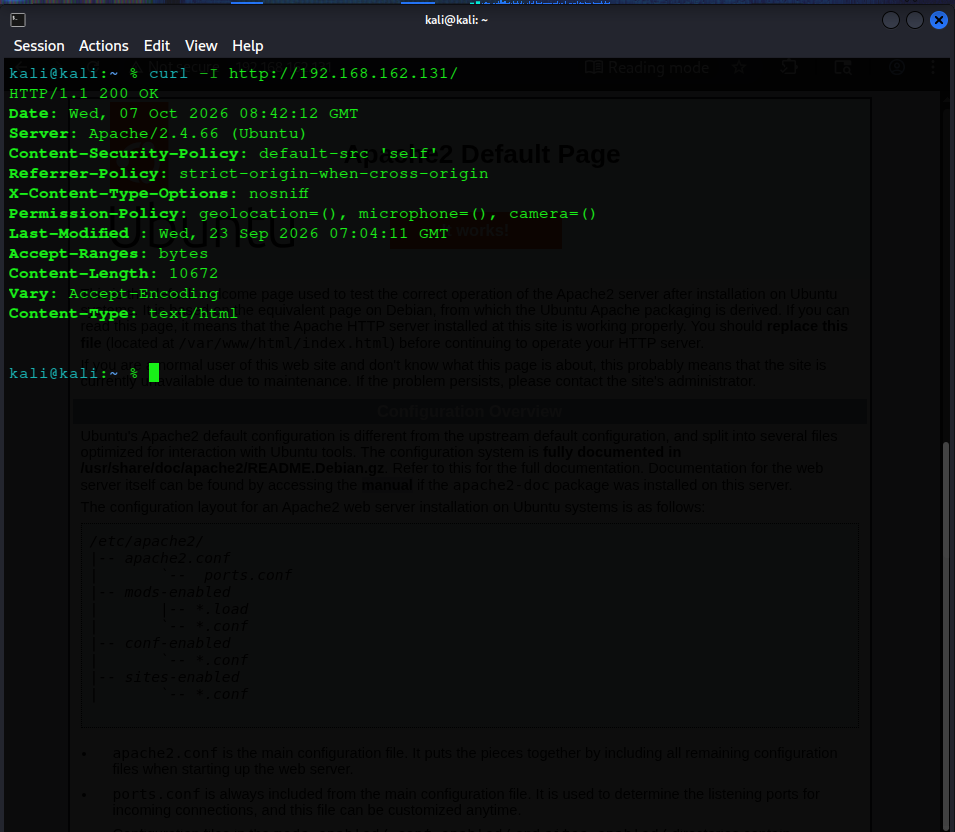 kali@kali: ~
Session Actions Edit View Help
Reading mode
kali@kali:~ % curl -I http://192.168.162.131/
HTTP/1.1 200 OK
Date: Wed, 07 Oct 2026 08:42:12 GMT
Server: Apache/2.4.66 (Ubuntu)
Content-Security-Policy: default-src 'self'
Apache2 Default Page
Referrer-Policy: strict-origin-when-cross-origin
X-Content-Type-Options: nosniff
Permission-Policy: geolocation=(), microphone=(), camera=()
Ubuntu
works!
Last-Modified : Wed, 23 Sep 2026 07:04:11 GMT
Accept-Ranges: bytes
Content-Length: 10672
Vary: Accept-Encoding
page used to test the correct operation of the Apache2 server after installation on Ubuntu
the equivalent page on Debian, from which the Ubuntu Apache packaging is derived. If you can
Content-Type: text/html
read this page, it means that the Apache HTTP server installed at this site is working properly. You should replace this
file (located at /var/www/html/index.html) before continuing to operate your HTTP server.
If you are a normal user of this web site and don't know what this page is about, this probably means that the site is
kali@kali:~ %
currently unavailable due to maintenance. If the problem persists, please contact the site's administrator.
Configuration Overview
Ubuntu's Apache2 default configuration is different from the upstream default configuration, and split into several files
optimized for interaction with Ubuntu tools. The configuration system is fully documented in
/usr/share/doc/apache2/README.Debian.gz. Refer to this for the full documentation. Documentation for the web
server itself can be found by accessing the manual if the apache2-doc package was installed on this server.
The configuration layout for an Apache2 web server installation on Ubuntu systems is as follows:
/etc/apache2/
|-- apache2.conf
|       `--  ports.conf
|-- mods-enabled
|       |-- *.load
|       `-- *.conf
|-- conf-enabled
|       `-- *.conf
|-- sites-enabled
|       `-- *.conf
• apache2.conf is the main configuration file. It puts the pieces together by including all remaining configuration
files when starting up the web server.
• ports.conf is always included from the main configuration file. It is used to determine the listening ports for
incoming connections, and this file can be customized anytime.